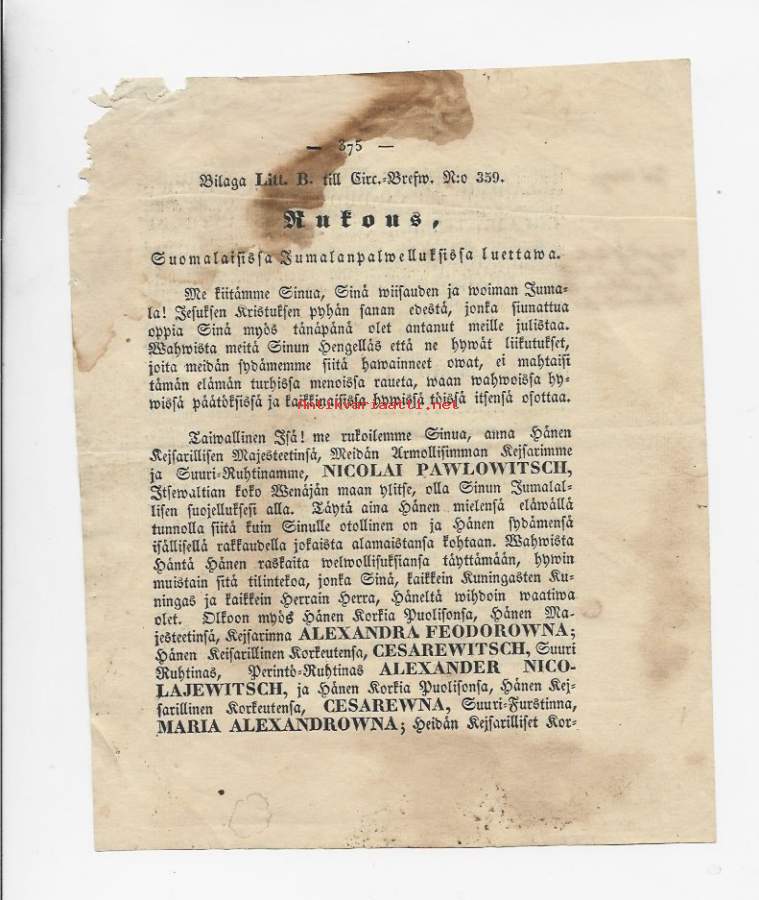 — 375 —
Bilaga Litt. B. till Circ.-Brefw. N:o 359.
Rukous,
Suomalaisissa Jumalanpalwelluksissa luettawa.
Me kiitämme Sinua, Sinä wiisauden ja woiman Juma-
la! Jesuksen Kristuksen pyhän sanan edestä, jonka siunattua
oppia Sinä myös tänäpänä olet antanut meille julistaa.
Wahwista meitä Sinun Hengelläs että ne hywät liikutukset,
joita meidän sydämemme siitä hawainneet owat, ei mahtaisi
tämän elämän turhissa menoissa raueta, waan wahwoissa hy-
wissä päätöksissä ja kaikkinaisissa hywissä töissä itsensä osottaa.
Antikvariaatti.net
Taiwallinen Isä! me rukoilemme Sinua, anna Hänen
Kejsarillisen Majesteetinsä, Meidän Armollisimman Kejsarimme
ja Suuri-Ruhtinamme, NICOLAI PAWLOWITSCH,
Itsewaltian koko Wenäjän maan ylitse, olla Sinun Jumalal-
lisen suojelluksesi alla. Täytä aina Hänen mielensä eläwällä
tunnolla siitä kuin Sinulle otollinen on ja Hänen sydämensä
isällisellä rakkaudella jokaista alamaistansa kohtaan. Wahwista
Häntä Hänen raskaita welwollisuksiansa täyttämään, hywin
muistain sitä tilintekoa, jonka Sinä, kaikkein Kuningasten Ku-
ningas ja kaikkein Herrain Herra, Häneltä wihdoin waatiwa
olet. Olkoon myös Hänen Korkia Puolisonsa, Hänen Ma-
jesteetinsä, Kejsarinna ALEXANDRA FEODOROWNA;
Hänen Keisarillinen Korkeutensa, CESAREWITSCH, Suuri
Ruhtinas, Perintö-Ruhtinas ALEXANDER NICO-
LAJEWITSCH, ja Hänen Korkia Puolisonsa, Hänen Kej-
sarillinen Korkeutensa, CESAREWNA, Suuri-Furstinna,
MARIA ALEXANDROWNA; Heidän Kejsarilliset Kor-